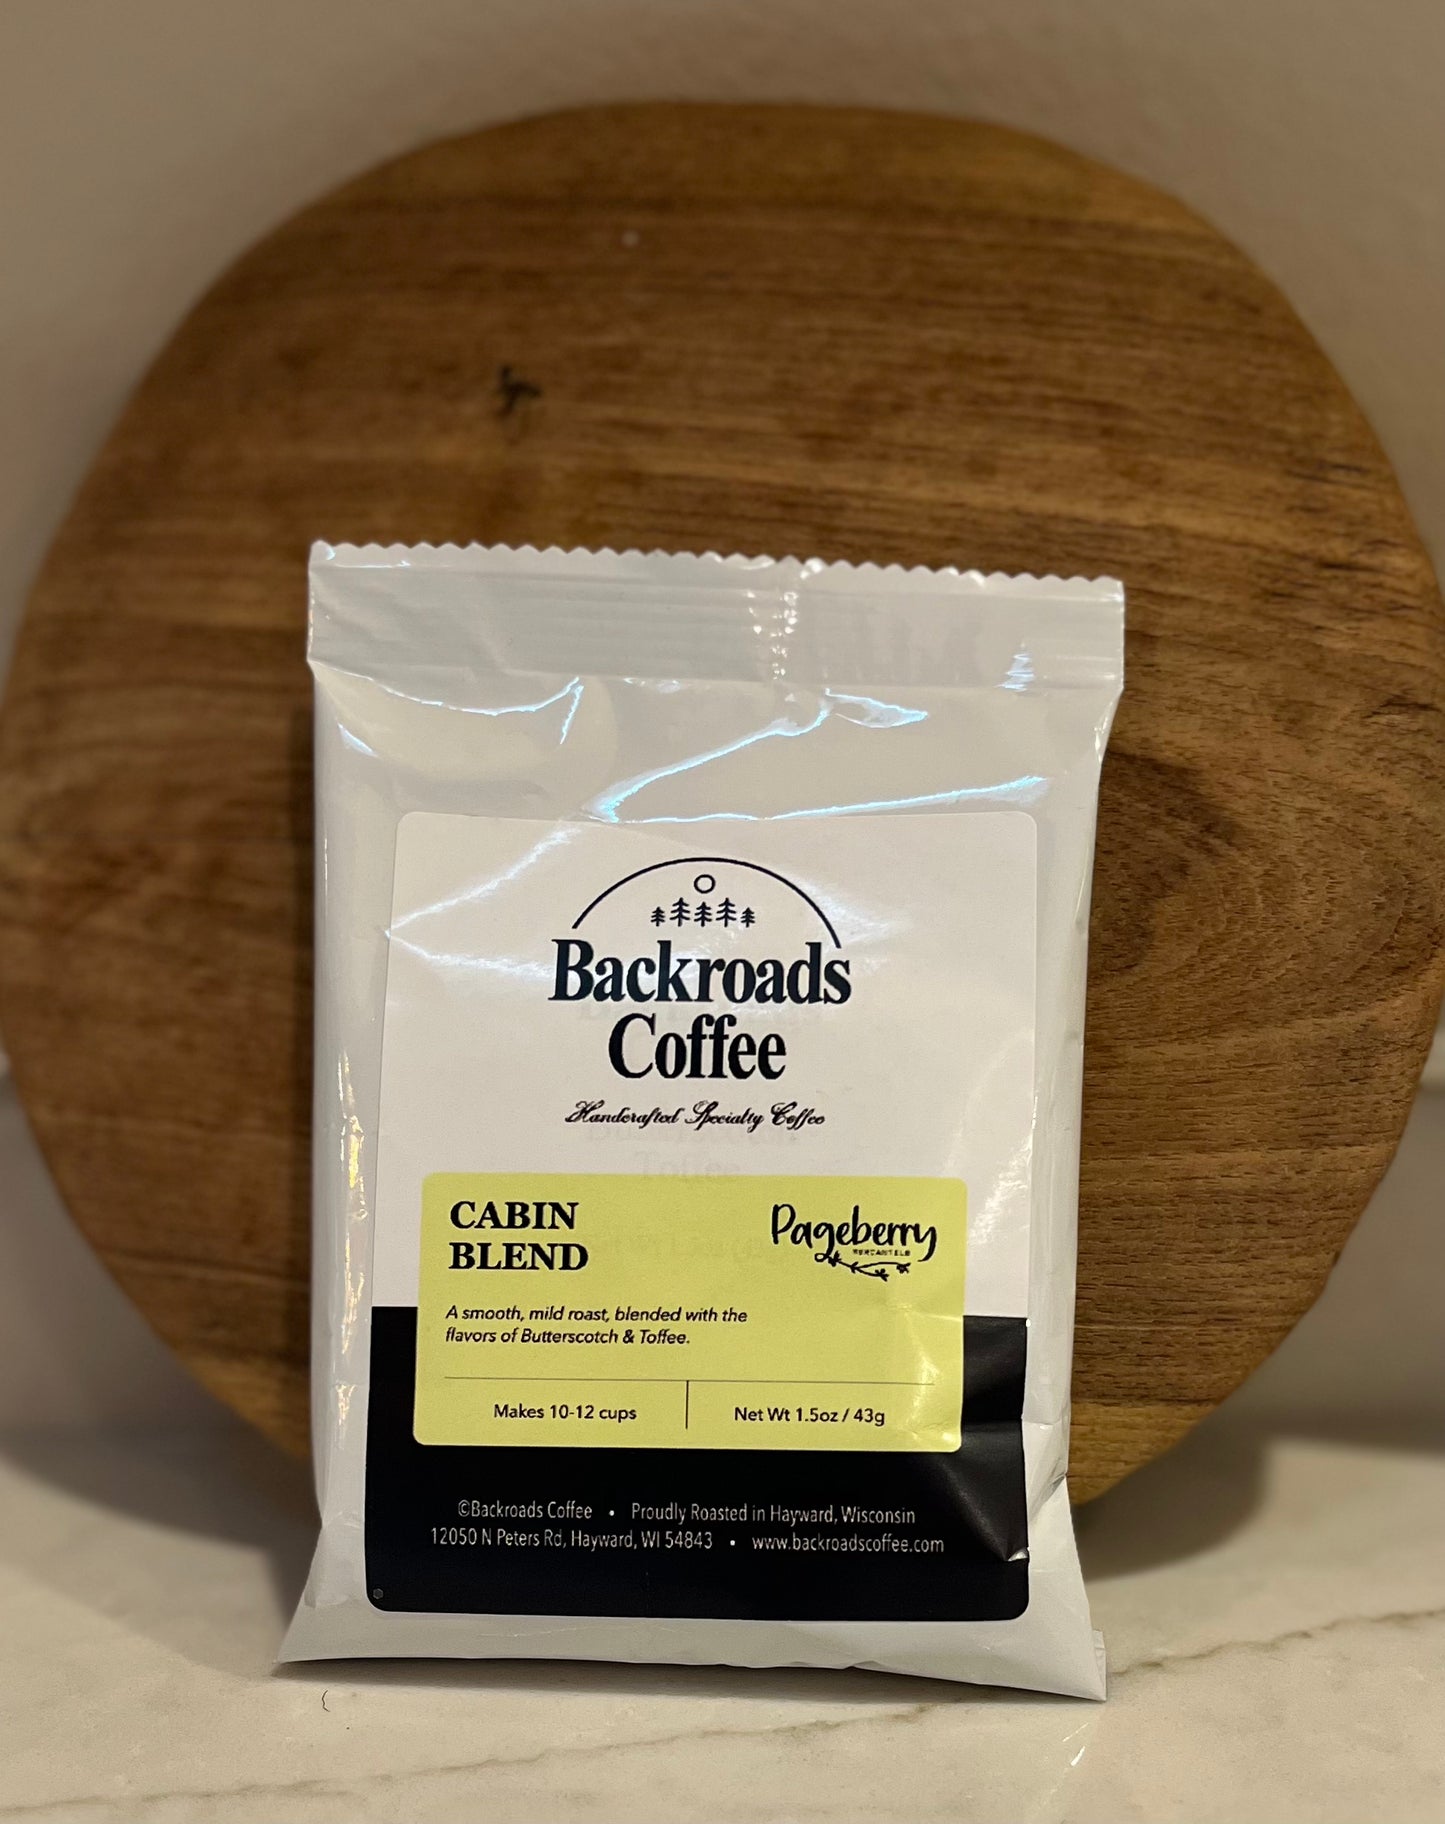 Backroads
Coffee
Handcrafted Specialty Coffee
CABIN
BLEND
Pageberry
MERCANTILE
A smooth, mild roast, blended with the
flavors of Butterscotch & Toffee.
Makes 10-12 cups
Net Wt 1.5oz / 43g
©Backroads Coffee • Proudly Roasted in Hayward, Wisconsin
12050 N Peters Rd, Hayward, WI 54843 • www.backroadscoffee.com